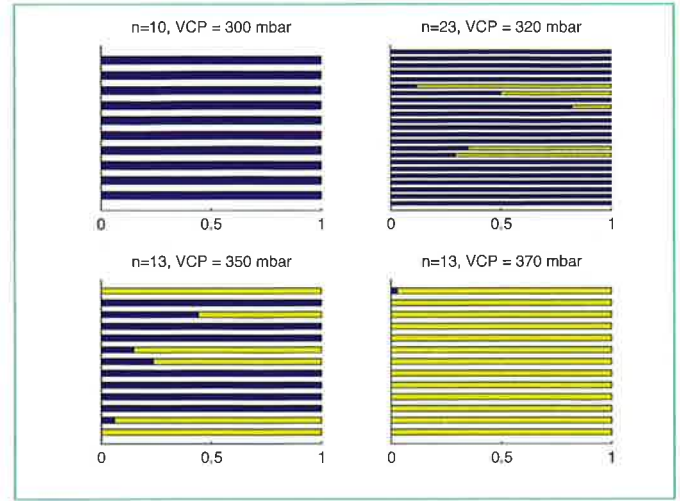 n=10, VCP = 300 mbar
0 0.5 1
n=23, VCP = 320 mbar
0 0.5 1
n=13, VCP = 350 mbar
0 0.5 1
n=13, VCP = 370 mbar
0 0.5 1